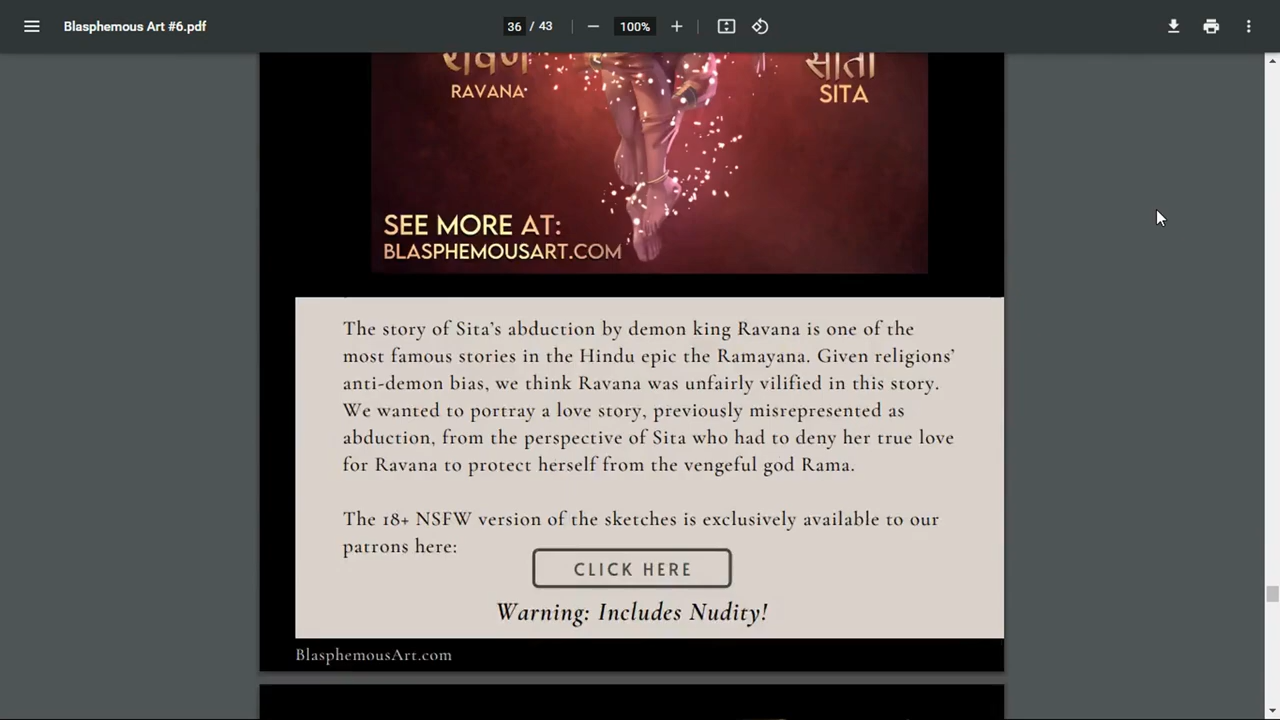 Blasphemous Art #6.pdf
36 / 43
100%
रावण
RAVANA
सीता
SITA
SEE MORE AT:
BLASPHEMOUSART.COM
The story of Sita’s abduction by demon king Ravana is one of the
most famous stories in the Hindu epic the Ramayana. Given religions’
anti-demon bias, we think Ravana was unfairly vilified in this story.
We wanted to portray a love story, previously misrepresented as
abduction, from the perspective of Sita who had to deny her true love
for Ravana to protect herself from the vengeful god Rama.
The 18+ NSFW version of the sketches is exclusively available to our
patrons here:
CLICK HERE
Warning: Includes Nudity!
BlasphemousArt.com